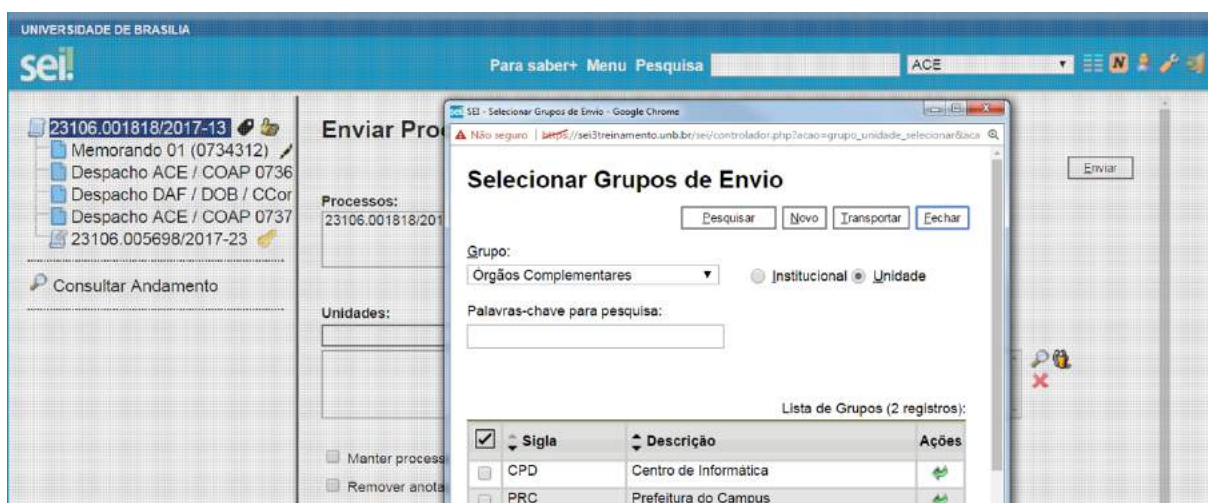 UNIVERSIDADE DE BRASILIA
sei!
Para saber+ Menu Pesquisa
ACE
N
23106.001818/2017-13
Memorando 01 (0734312)
Despacho ACE / COAP 0736
Despacho DAF / DOB / CCor
Despacho ACE / COAP 0737
23106.005698/2017-23
Consultar Andamento
Enviar Pro
Enviar
Processos:
23106.001818/201
Unidades:
Manter process
Remover anota
SEI - Selecionar Grupos de Envio - Google Chrome
Não seguro | https://sei3treinamento.unb.br/sei/controlador.php?acao=grupo_unidade_selecionar&aca
Selecionar Grupos de Envio
Pesquisar Novo Transportar Fechar
Grupo:
Órgãos Complementares
Institucional Unidade
Palavras-chave para pesquisa:
Lista de Grupos (2 registros):
Sigla Descrição Ações
CPD Centro de Informática
PRC Prefeitura do Campus